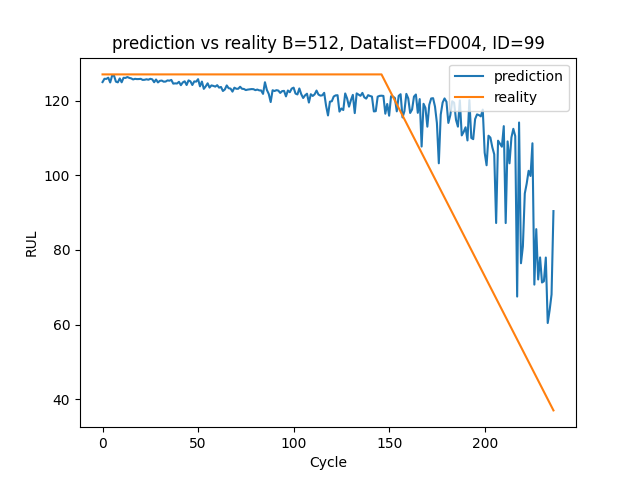 prediction vs reality B=512, Datalist=FD004, ID=99
prediction
reality
RUL
120
100
80
60
40
0
50
100
150
200
Cycle